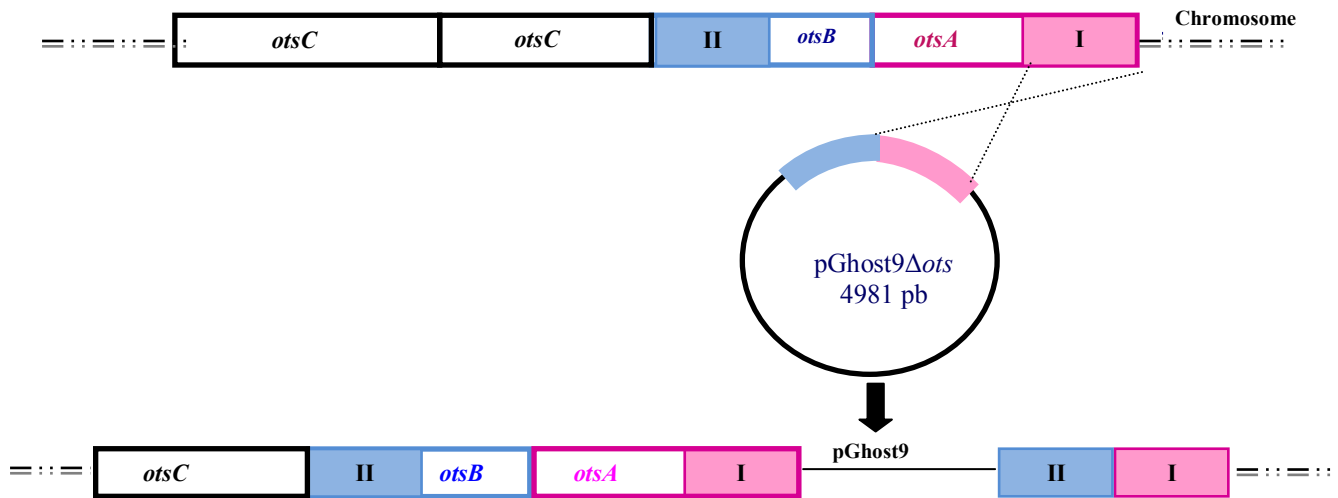 Chromosome
otsC otsC II otsB otsA I
pGhost9Δots
4981 pb
pGhost9
otsC II otsB otsA I II I